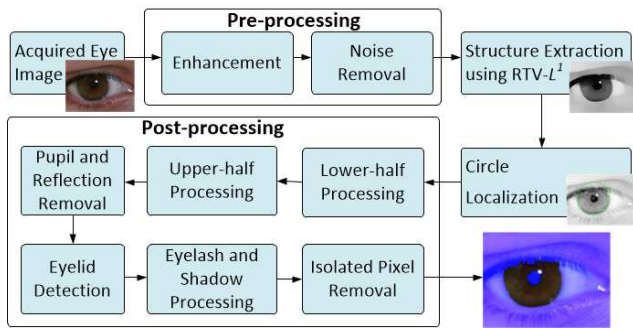 Pre-processing
Acquired Eye
Image
Enhancement
Noise
Removal
Structure Extraction
using RTV-L¹
Post-processing
Circle
Localization
Lower-half
Processing
Upper-half
Processing
Pupil and
Reflection
Removal
Eyelid
Detection
Eyelash and
Shadow
Processing
Isolated Pixel
Removal